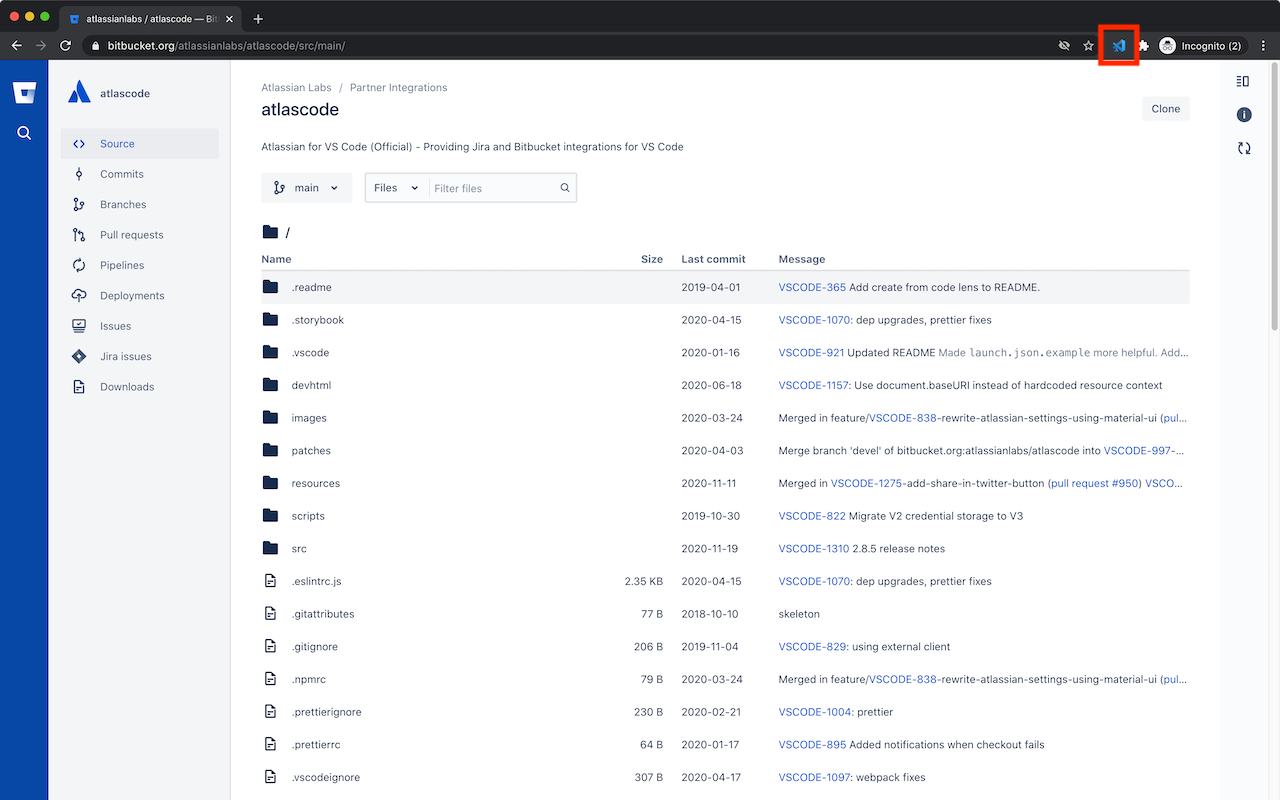 atlassianlabs / atlascode — Bit
bitbucket.org/atlassianlabs/atlascode/src/main/
Incognito (2)
atlascode
Source
Commits
Branches
Pull requests
Pipelines
Deployments
Issues
Jira issues
Downloads
Atlassian Labs / Partner Integrations
atlascode
Clone
Atlassian for VS Code (Official) - Providing Jira and Bitbucket integrations for VS Code
main
Files
Filter files
/
Name Size Last commit Message
.readme 2019-04-01 VSCODE-365 Add create from code lens to README.
.storybook 2020-04-15 VSCODE-1070: dep upgrades, prettier fixes
.vscode 2020-01-16 VSCODE-921 Updated README Made launch.json.example more helpful. Add...
devhtml 2020-06-18 VSCODE-1157: Use document.baseURI instead of hardcoded resource context
images 2020-03-24 Merged in feature/VSCODE-838-rewrite-atlassian-settings-using-material-ui (pul...
patches 2020-04-03 Merge branch 'devel' of bitbucket.org:atlassianlabs/atlascode into VSCODE-997-...
resources 2020-11-11 Merged in VSCODE-1275-add-share-in-twitter-button (pull request #950) VSCO...
scripts 2019-10-30 VSCODE-822 Migrate V2 credential storage to V3
src 2020-11-19 VSCODE-1310 2.8.5 release notes
.eslintrc.js 2.35 KB 2020-04-15 VSCODE-1070: dep upgrades, prettier fixes
.gitattributes 77 B 2018-10-10 skeleton
.gitignore 206 B 2019-11-04 VSCODE-829: using external client
.npmrc 79 B 2020-03-24 Merged in feature/VSCODE-838-rewrite-atlassian-settings-using-material-ui (pul...
.prettierignore 230 B 2020-02-21 VSCODE-1004: prettier
.prettierrc 64 B 2020-01-17 VSCODE-895 Added notifications when checkout fails
.vscodeignore 307 B 2020-04-17 VSCODE-1097: webpack fixes